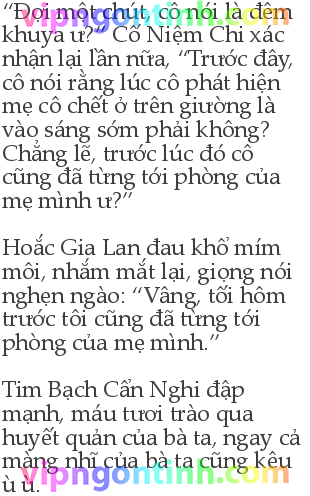 “Đợi một chút, cô nói là đêm
khuya ư?” Cố Niệm Chi xác
nhận lại lần nữa, “Trước đây,
cô nói rằng lúc cô phát hiện
mẹ cô chết ở trên giường là
vào sáng sớm phải không?
Chẳng lẽ, trước lúc đó cô
cũng đã từng tới phòng của
mẹ mình ư?”
Hoắc Gia Lan đau khổ mím
môi, nhắm mắt lại, giọng nói
nghẹn ngào: “Vâng, tối hôm
trước tôi cũng đã từng tới
phòng của mẹ mình.”
Tim Bạch Cẩn Nghi đập
mạnh, máu tươi trào qua
huyết quản của bà ta, ngay cả
màng nhĩ của bà ta cũng kêu
ù ù.
vipngontinh.com
vipngontinh.com